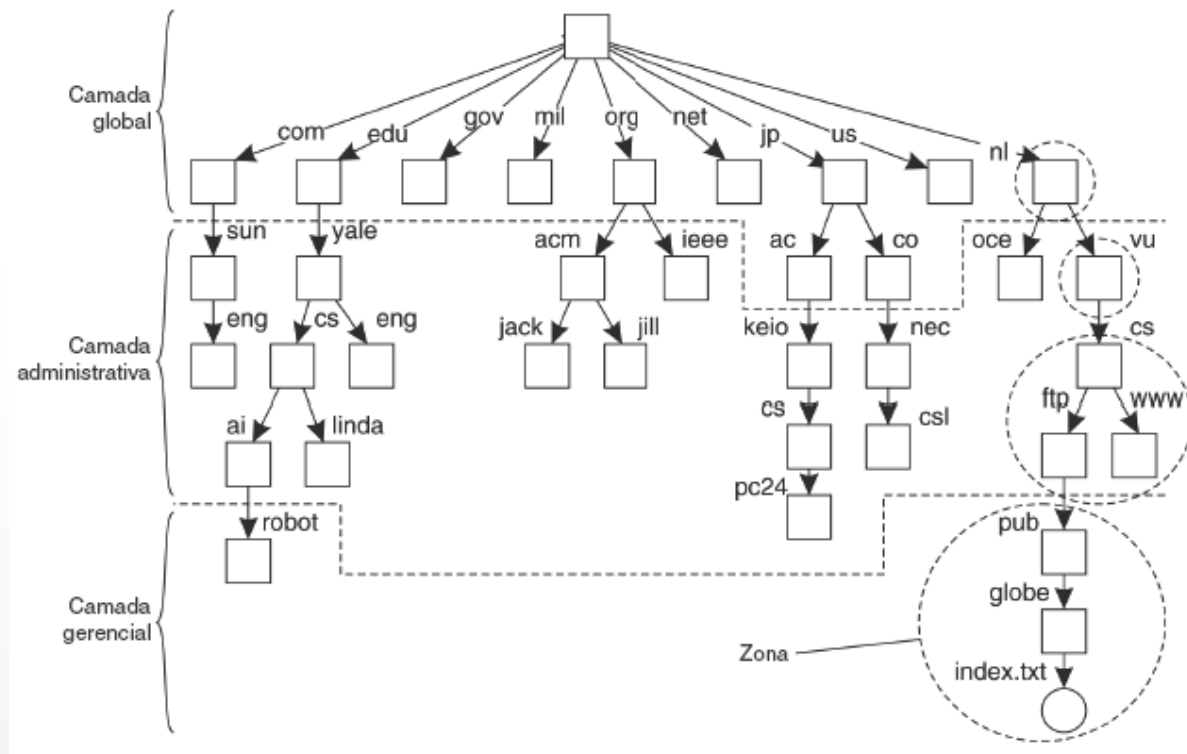 Camada
global
com
edu
gov
mil
org
net
jp
us
nl
Camada
administrativa
sun
yale
acm
ieee
ac
co
oce
vu
eng
cs
eng
jack
jill
keio
nec
cs
ai
linda
cs
csl
ftp
www
pc24
Camada
gerencial
robot
pub
globe
Zona
index.txt